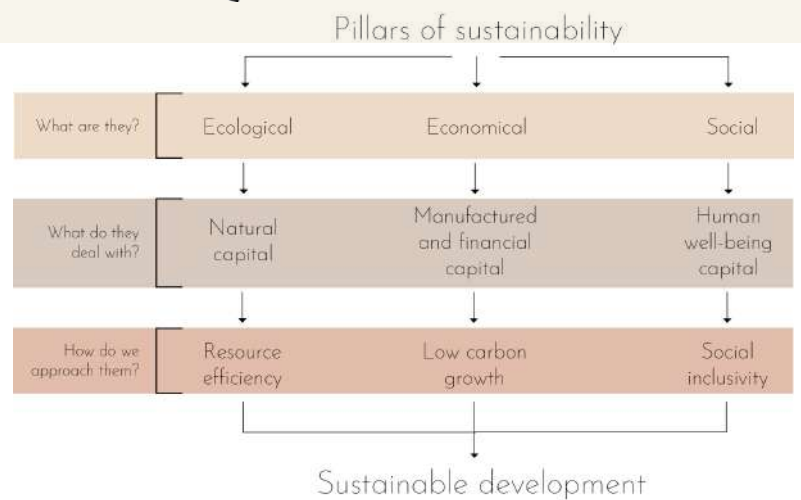 Pillars of sustainability
What are they?
Ecological
Economical
Social
What do they
deal with?
Natural
capital
Manufactured
and financial
capital
Human
well-being
capital
How do we
approach them?
Resource
efficiency
Low carbon
growth
Social
inclusivity
Sustainable development